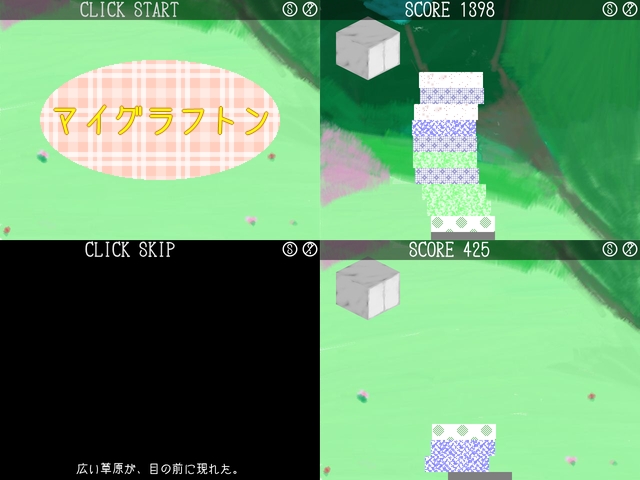 CLICK START
Ⓢ
マイグラフトン
SCORE 1398
Ⓢ
CLICK SKIP
Ⓢ
広い草原が、目の前に現れた。
SCORE 425
Ⓢ